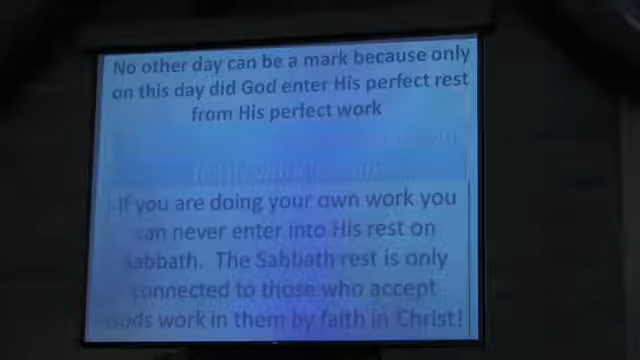 No other day can be a mark because only
on this day did God enter His perfect rest
from His perfect work
If you are doing your own work you
can never enter into His rest on
Sabbath. The Sabbath rest is only
connected to those who accept
Gods work in them by faith in Christ!